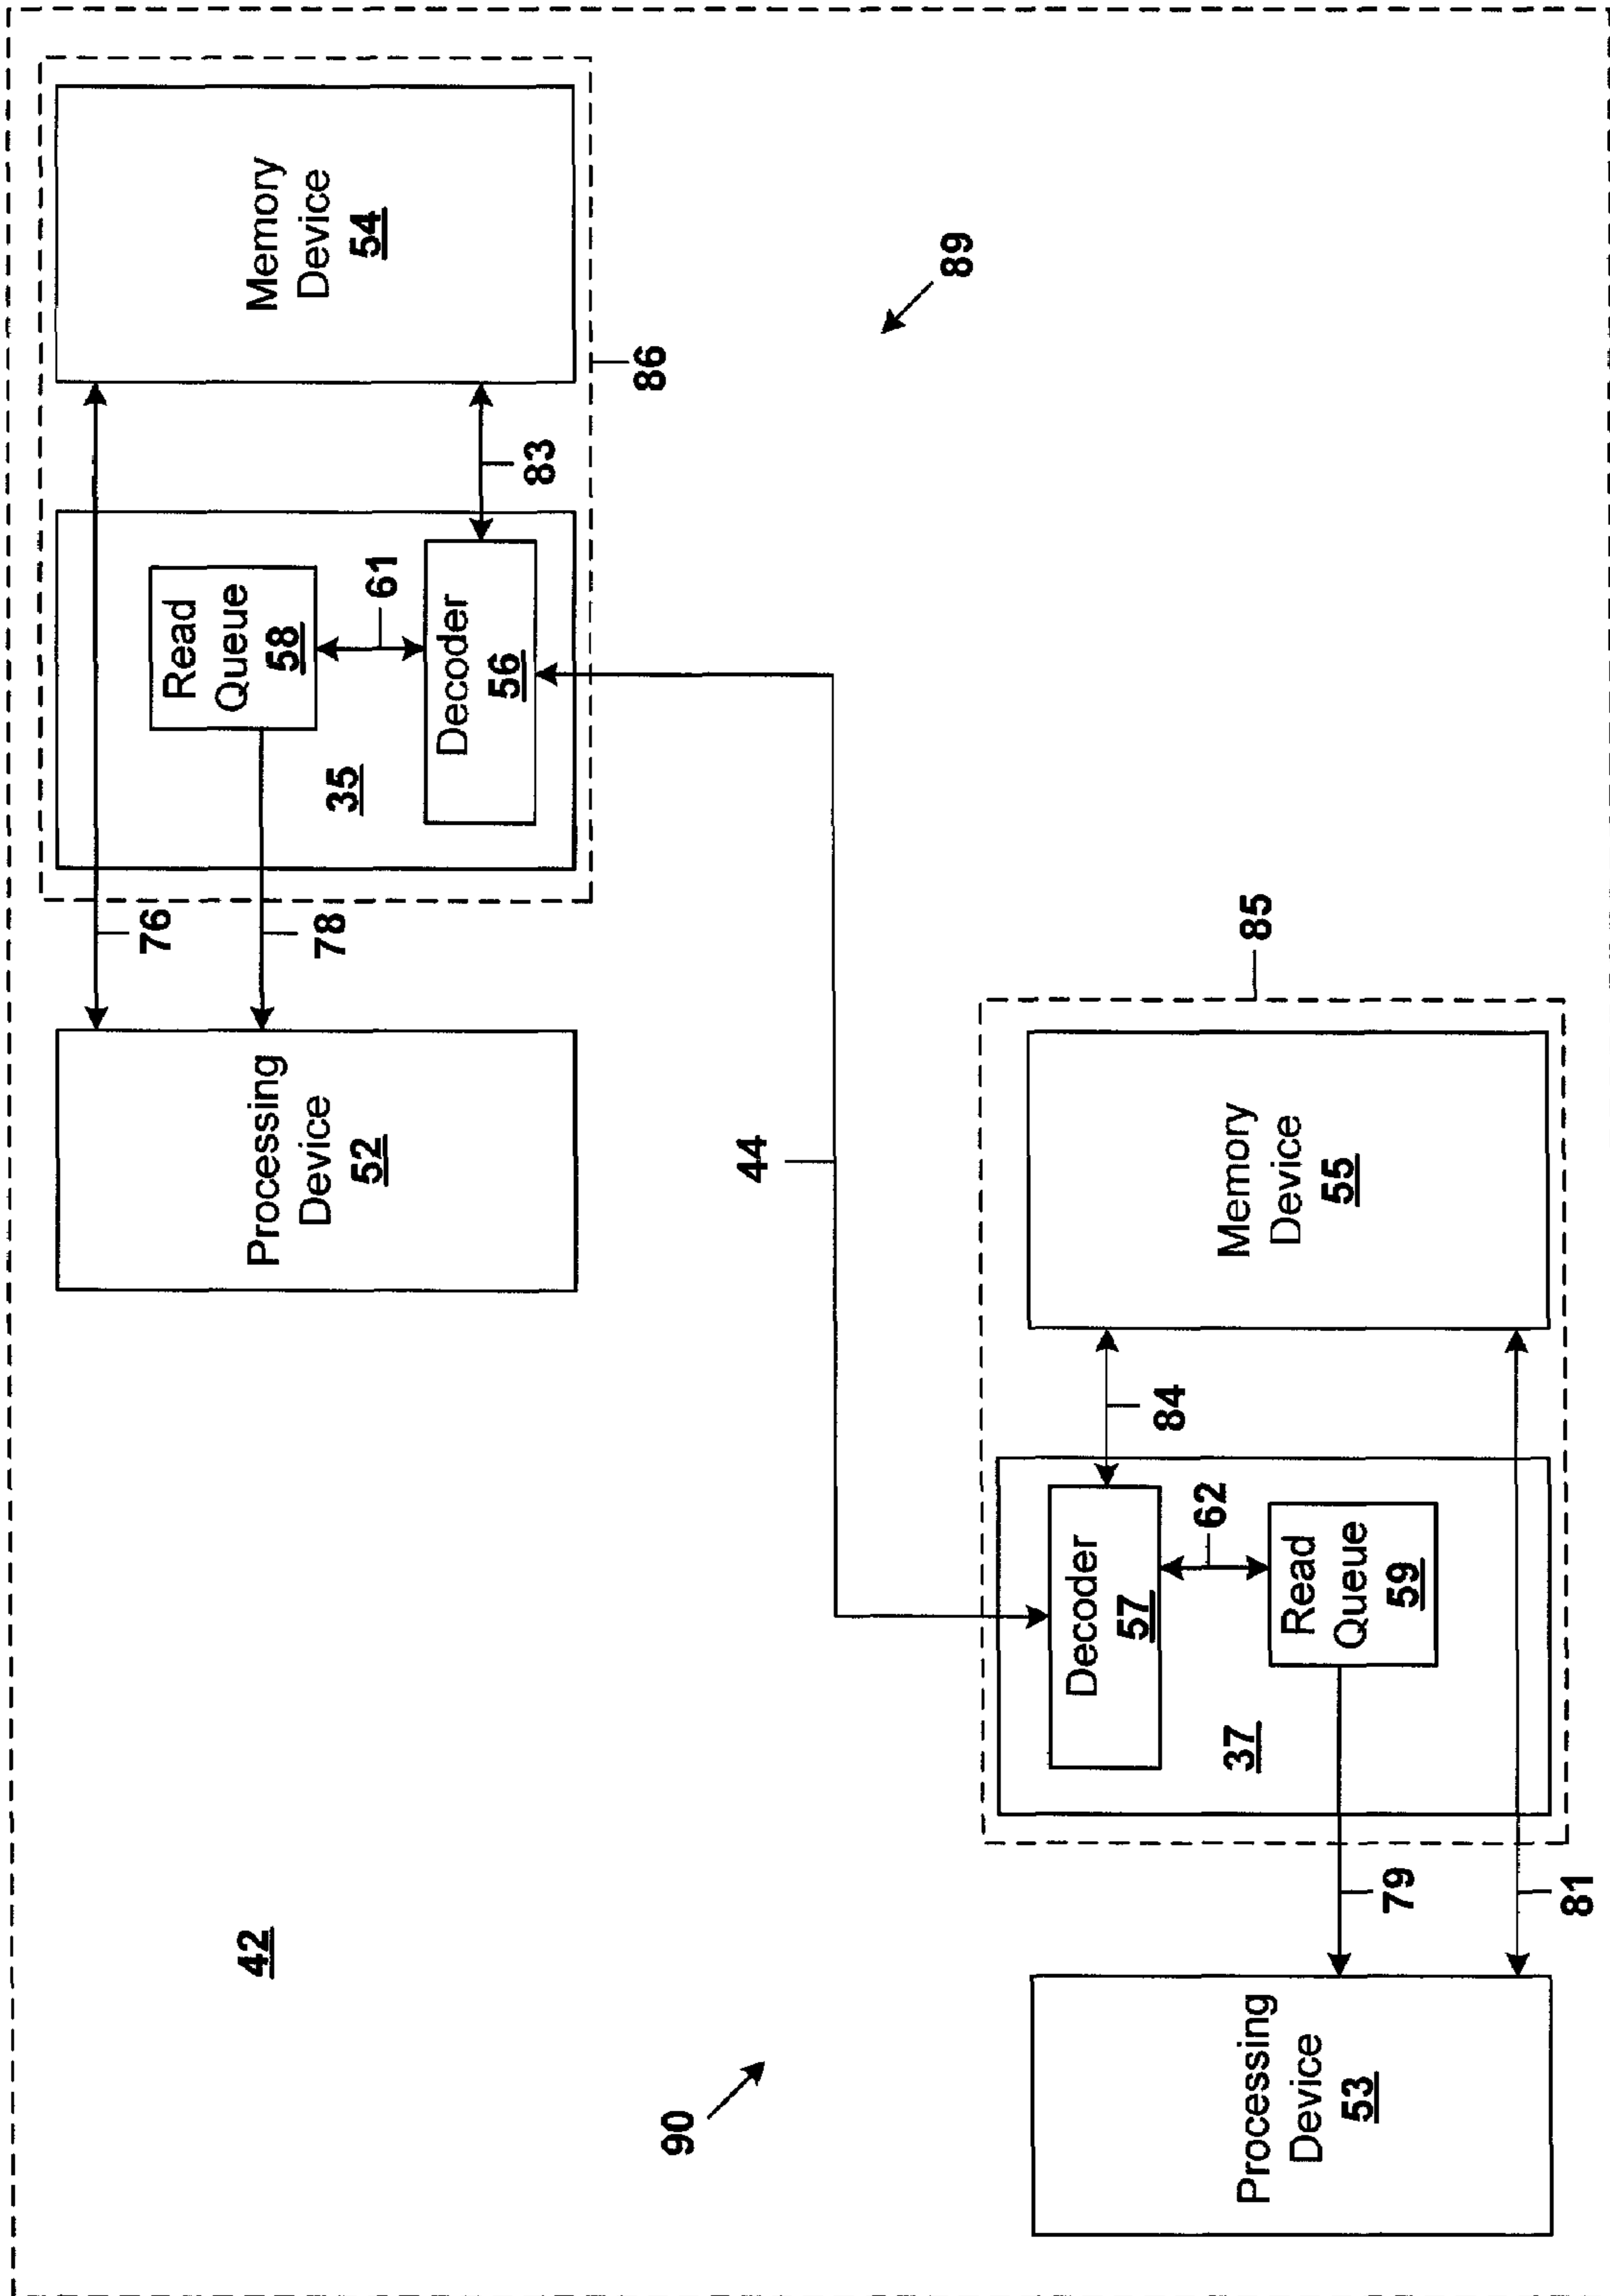 42
90
89
Processing
Device
52
76
78
Read
Queue
58
35
61
Decoder
56
83
Memory
Device
54
86
44
Processing
Device
53
79
81
Decoder
57
62
Read
Queue
59
37
84
Memory
Device
55
85